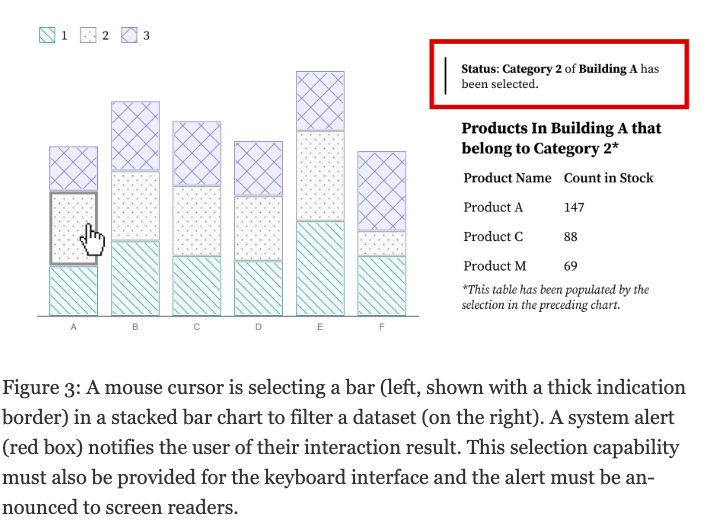 1 2 3
Status: Category 2 of Building A has
been selected.
Products In Building A that
belong to Category 2*
Product Name Count in Stock
Product A 147
Product C 88
Product M 69
*This table has been populated by the
selection in the preceding chart.
A B C D E F
Figure 3: A mouse cursor is selecting a bar (left, shown with a thick indication
border) in a stacked bar chart to filter a dataset (on the right). A system alert
(red box) notifies the user of their interaction result. This selection capability
must also be provided for the keyboard interface and the alert must be an-
nounced to screen readers.